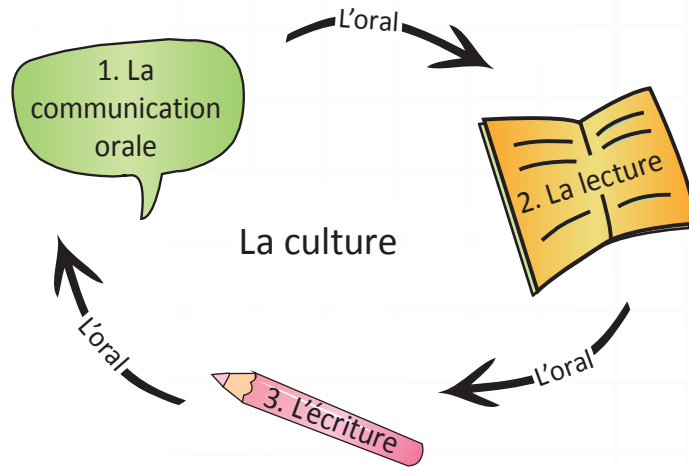 L'oral
1. La
communication
orale
2. La lecture
La culture
L'oral
L'oral
3. L'écriture